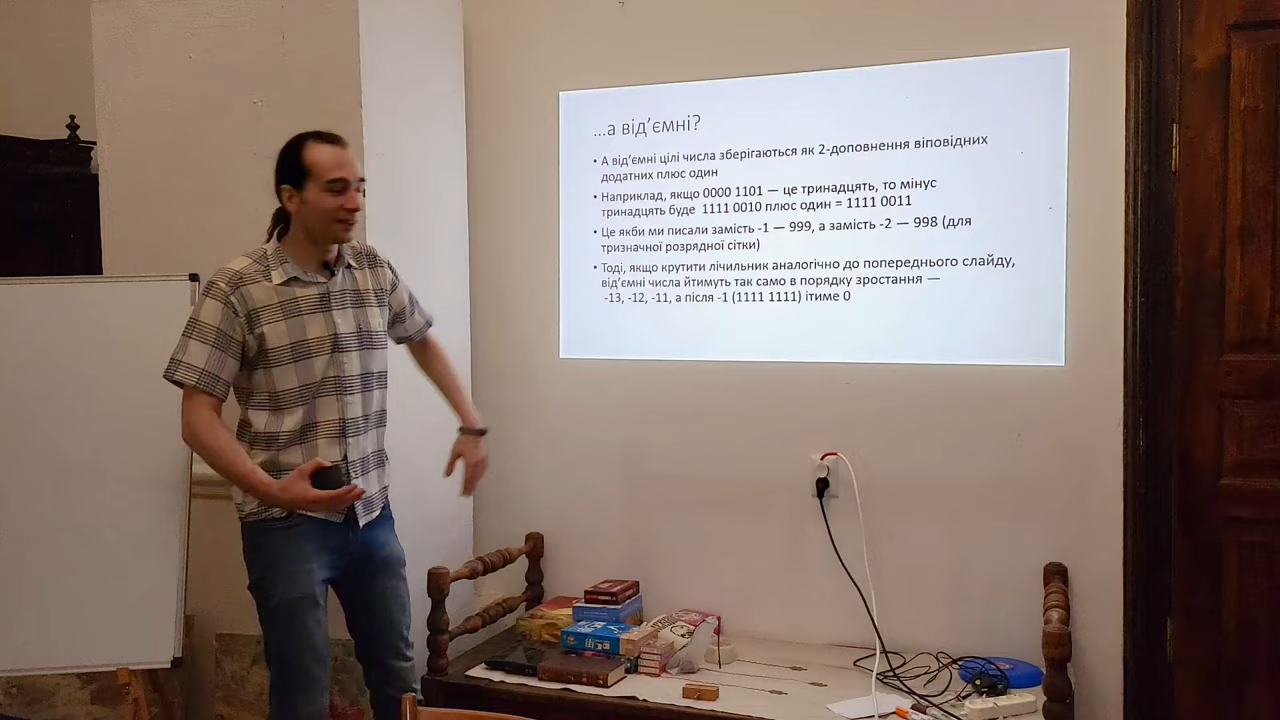 ...а від’ємні?
• А від’ємні цілі числа зберігаються як 2-доповнення віповідних
додатних плюс один
• Наприклад, якщо 0000 1101 — це тринадцять, то мінус
тринадцять буде 1111 0010 плюс один = 1111 0011
• Це якби ми писали замість -1 — 999, а замість -2 — 998 (для
тризначної розрядної сітки)
• Тоді, якщо крутити лічильник аналогічно до попереднього слайду,
від’ємні числа йтимуть так само в порядку зростання —
-13, -12, -11, а після -1 (1111 1111) ітиме 0